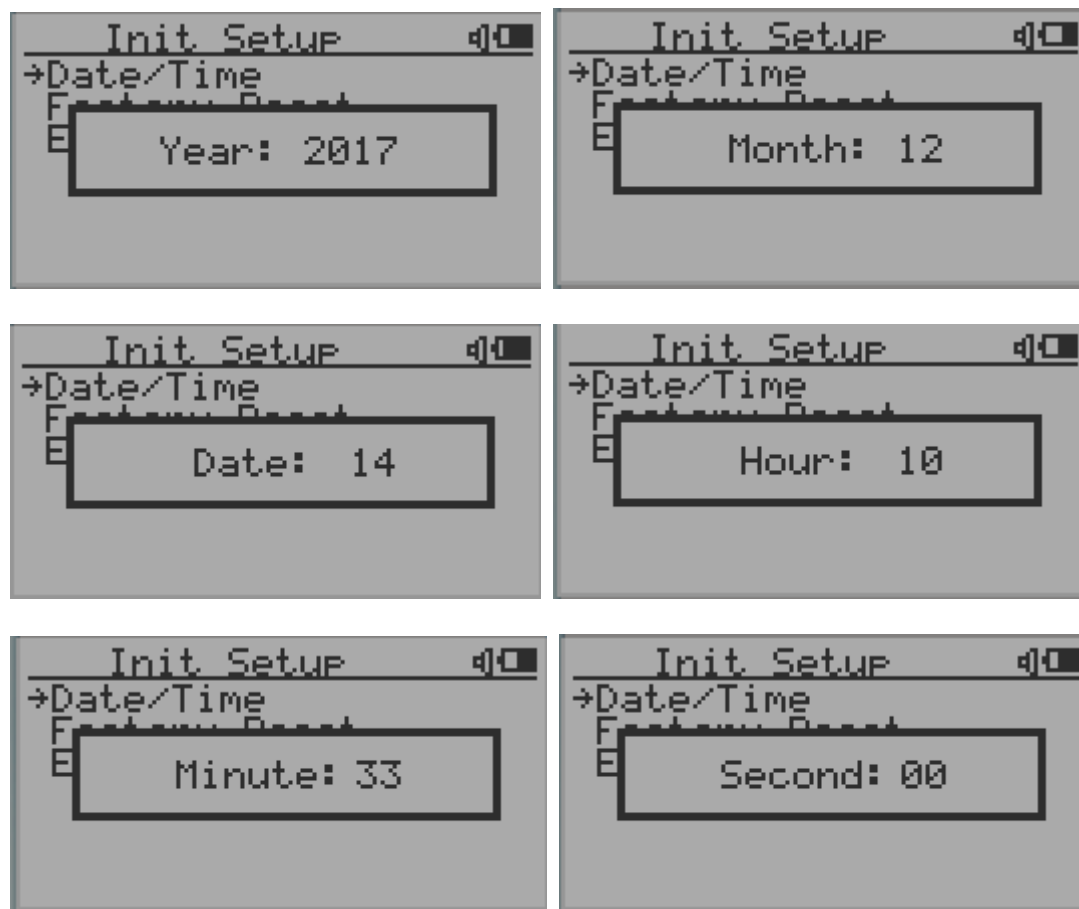 Init Setup
→Date/Time
Year: 2017
Init Setup
→Date/Time
Month: 12
Init Setup
→Date/Time
Date: 14
Init Setup
→Date/Time
Hour: 10
Init Setup
→Date/Time
Minute: 33
Init Setup
→Date/Time
Second: 00